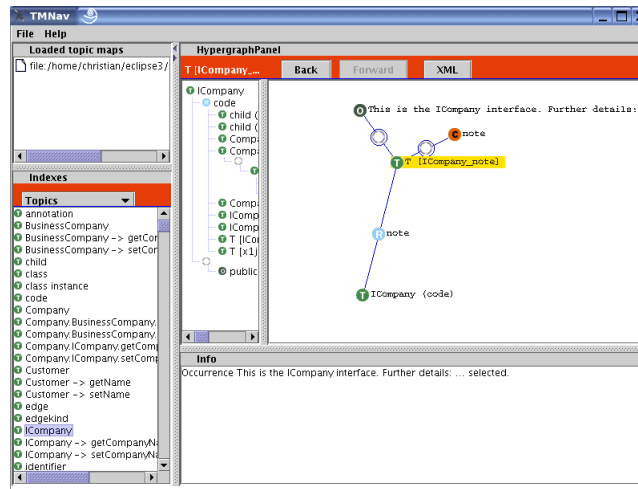 TMNav
File Help
Loaded topic maps
file:/home/christian/eclipse3/
Indexes
Topics
annotation
BusinessCompany
BusinessCompany -> getCor
BusinessCompany -> setCor
child
class
class instance
code
Company
Company.BusinessCompany.
Company.BusinessCompany.
Company.ICompany.getComp
Company.ICompany.setComp
Customer
Customer -> getName
Customer -> setName
edge
edgekind
ICompany
ICompany -> getCompanyNa
ICompany -> setCompanyNa
identifier
HypergraphPanel
T [ICompany_...
Back
Forward
XML
T ICompany
code
T child (
T child (
T Compa
T Compa
T
T Compa
T IComp
T IComp
T T [ICor
T T [x1j
O public
O This is the ICompany interface. Further details:
C note
T T [ICompany_note]
R note
T ICompany (code)
Info
Occurrence This is the ICompany interface. Further details: ... selected.